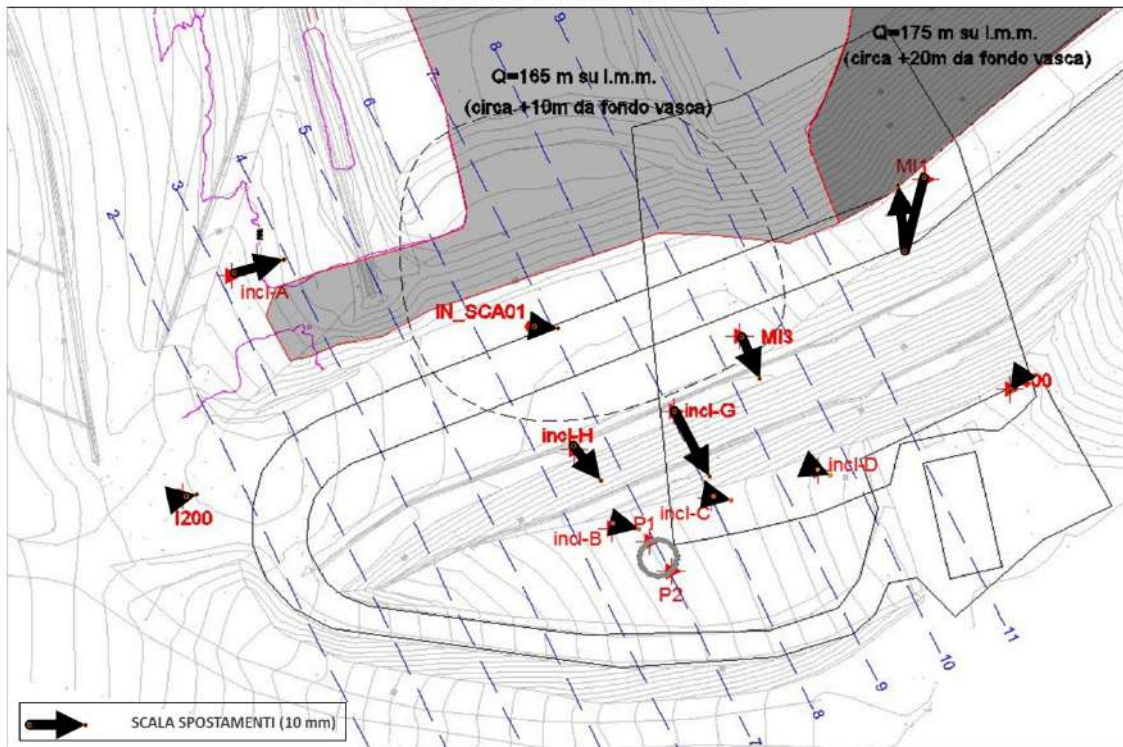 9
8
7
6
5
4
3
2
Q=175 m su l.m.m.
(circa +20m da fondo vasca)
Q=165 m su l.m.m.
(circa +10m da fondo vasca)
MI1
incl-A
IN_SCA01
MI3
incl-G
incl-H
incl-D
I200
incl-C
incl-B
P1
P2
11
10
9
8
7
SCALA SPOSTAMENTI (10 mm)